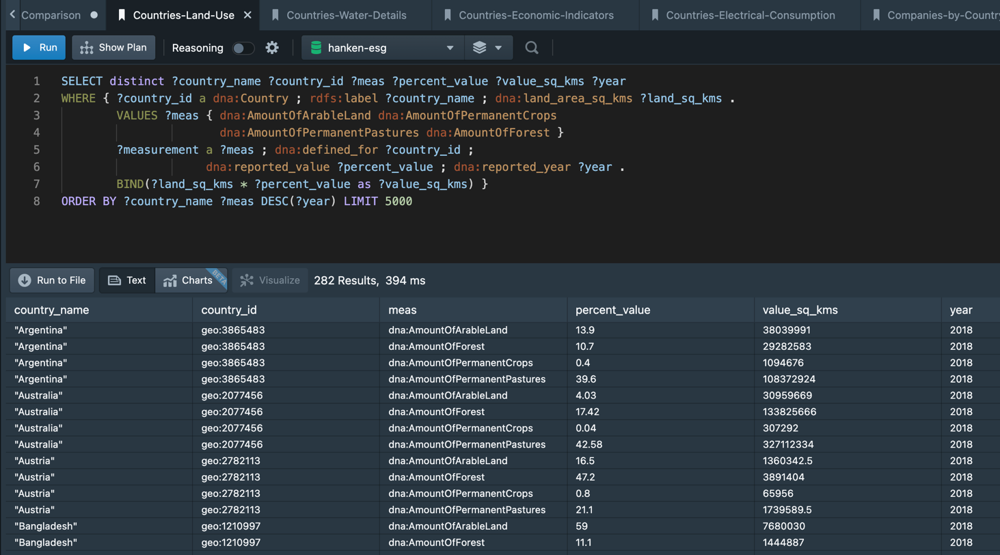 Comparison Countries-Land-Use Countries-Water-Details Countries-Economic-Indicators Countries-Electrical-Consumption Companies-by-Country
Run Show Plan Reasoning hanken-esg
1 SELECT distinct ?country_name ?country_id ?meas ?percent_value ?value_sq_kms ?year
2 WHERE { ?country_id a dna:Country ; rdfs:label ?country_name ; dna:land_area_sq_kms ?land_sq_kms .
3 VALUES ?meas { dna:AmountOfArableLand dna:AmountOfPermanentCrops
4 dna:AmountOfPermanentPastures dna:AmountOfForest }
5 ?measurement a ?meas ; dna:defined_for ?country_id ;
6 dna:reported_value ?percent_value ; dna:reported_year ?year .
7 BIND(?land_sq_kms * ?percent_value as ?value_sq_kms) }
8 ORDER BY ?country_name ?meas DESC(?year) LIMIT 5000
Run to File Text Charts BETA Visualize 282 Results, 394 ms
country_name country_id meas percent_value value_sq_kms year
"Argentina" geo:3865483 dna:AmountOfArableLand 13.9 38039991 2018
"Argentina" geo:3865483 dna:AmountOfForest 10.7 29282583 2018
"Argentina" geo:3865483 dna:AmountOfPermanentCrops 0.4 1094676 2018
"Argentina" geo:3865483 dna:AmountOfPermanentPastures 39.6 108372924 2018
"Australia" geo:2077456 dna:AmountOfArableLand 4.03 30959669 2018
"Australia" geo:2077456 dna:AmountOfForest 17.42 133825666 2018
"Australia" geo:2077456 dna:AmountOfPermanentCrops 0.04 307292 2018
"Australia" geo:2077456 dna:AmountOfPermanentPastures 42.58 327112334 2018
"Austria" geo:2782113 dna:AmountOfArableLand 16.5 1360342.5 2018
"Austria" geo:2782113 dna:AmountOfForest 47.2 3891404 2018
"Austria" geo:2782113 dna:AmountOfPermanentCrops 0.8 65956 2018
"Austria" geo:2782113 dna:AmountOfPermanentPastures 21.1 1739589.5 2018
"Bangladesh" geo:1210997 dna:AmountOfArableLand 59 7680030 2018
"Bangladesh" geo:1210997 dna:AmountOfForest 11.1 1444887 2018